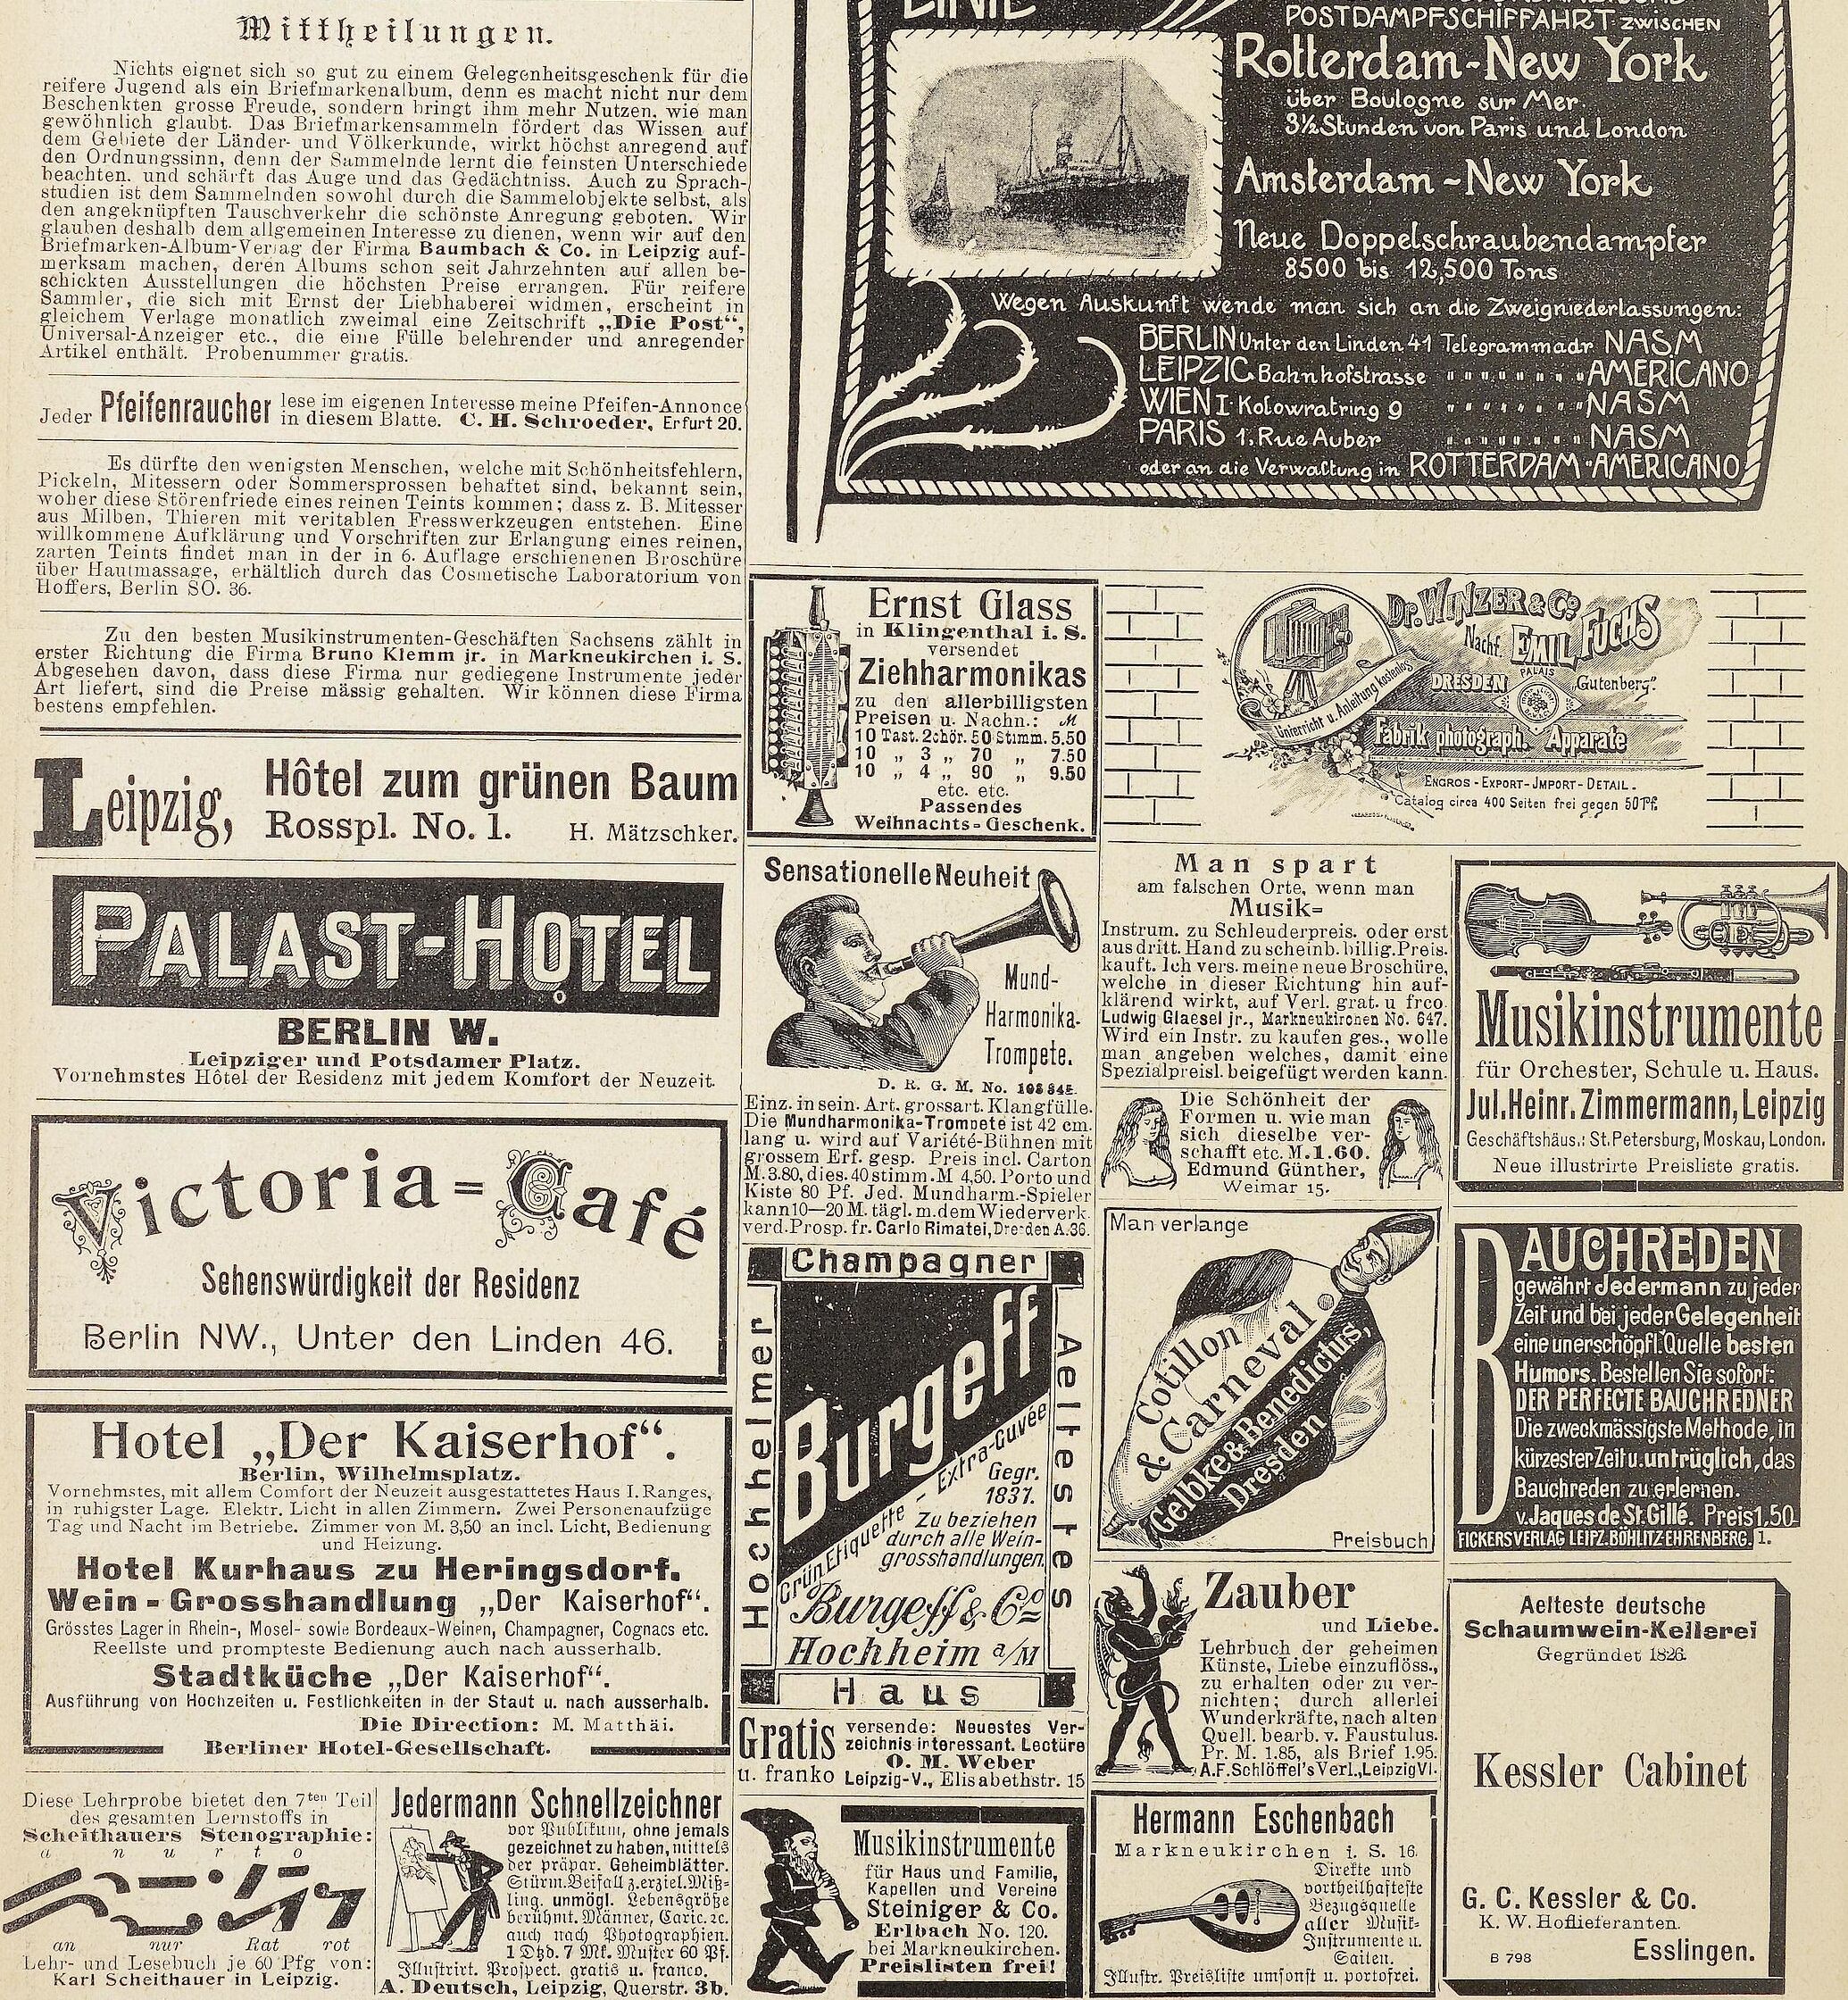 Mittheilungen.
Nichts eignet sich so gut zu einem Gelegenheitsgeschenk für die
reifere Jugend als ein Briefmarkenalbum, denn es macht nicht nur dem
Beschenkten grosse Freude, sondern bringt ihm mehr Nutzen, wie man
gewöhnlich glaubt. Das Briefmarkensammeln fördert das Wissen auf
dem Gebiete der Länder- und Völkerkunde, wirkt höchst anregend auf
den Ordnungssinn, denn der Sammelnde lernt die feinsten Unterschiede
beachten. und schärft das Auge und das Gedächtniss. Auch zu Sprach-
studien ist dem Sammelnden sowohl durch die Sammelobjekte selbst, als
den angeknüpften Tauschverkehr die schönste Anregung geboten. Wir
glauben deshalb dem allgemeinen Interesse zu dienen, wenn wir auf den
Briefmarken-Album-Verlag der Firma Baumbach & Co. in Leipzig auf-
merksam machen, deren Albums schon seit Jahrzehnten auf allen be-
schickten Ausstellungen die höchsten Preise errangen. Für reifere
Sammler, die sich mit Ernst der Liebhaberei widmen, erscheint in
gleichem Verlage monatlich zweimal eine Zeitschrift „Die Post“,
Universal-Anzeiger etc., die eine Fülle belehrender und anregender
Artikel enthält. Probenummer gratis.
Jeder Pfeifenraucher lese im eigenen Interesse meine Pfeifen-Annonce
in diesem Blatte. C. H. Schroeder, Erfurt 20.
Es dürfte den wenigsten Menschen, welche mit Schönheitsfehlern,
Pickeln, Mitessern oder Sommersprossen behaftet sind, bekannt sein,
woher diese Störenfriede eines reinen Teints kommen; dass z. B. Mitesser
aus Milben, Thieren mit veritablen Fresswerkzeugen entstehen. Eine
willkommene Aufklärung und Vorschriften zur Erlangung eines reinen,
zarten Teints findet man in der in 6. Auflage erschienenen Broschüre
über Hautmassage, erhältlich durch das Cosmetische Laboratorium von
Hoffers, Berlin SO. 36.
Zu den besten Musikinstrumenten-Geschäften Sachsens zählt in
erster Richtung die Firma Bruno Klemm jr. in Markneukirchen i. S.
Abgesehen davon, dass diese Firma nur gediegene Instrumente jeder
Art liefert, sind die Preise mässig gehalten. Wir können diese Firma
bestens empfehlen.
Leipzig, Hôtel zum grünen Baum
Rosspl. No. 1. H. Mätzschker.
PALAST-HOTEL
BERLIN W.
Leipziger und Potsdamer Platz.
Vornehmstes Hôtel der Residenz mit jedem Komfort der Neuzeit.
Victoria=Café
Sehenswürdigkeit der Residenz
Berlin NW., Unter den Linden 46.
Hotel „Der Kaiserhof“.
Berlin, Wilhelmsplatz.
Vornehmstes, mit allem Comfort der Neuzeit ausgestattetes Haus I. Ranges,
in ruhigster Lage. Elektr. Licht in allen Zimmern. Zwei Personenaufzüge
Tag und Nacht im Betriebe. Zimmer von M. 3,50 an incl. Licht, Bedienung
und Heizung.
Hotel Kurhaus zu Heringsdorf.
Wein-Grosshandlung „Der Kaiserhof“.
Grösstes Lager in Rhein-, Mosel- sowie Bordeaux-Weinen, Champagner, Cognacs etc.
Reellste und prompteste Bedienung auch nach ausserhalb.
Stadtküche „Der Kaiserhof“.
Ausführung von Hochzeiten u. Festlichkeiten in der Stadt u. nach ausserhalb.
Die Direction: M. Matthäi.
Berliner Hotel-Gesellschaft.
Diese Lehrprobe bietet den 7ten Teil
des gesamten Lernstoffs in
Scheithauers Stenographie:
a n u r t o
an nur Rat rot
Lehr- und Lesebuch je 60 Pfg. von:
Karl Scheithauer in Leipzig.
Jedermann Schnellzeichner
vor Publikum, ohne jemals
gezeichnet zu haben, mittels
der präpar. Geheimblätter.
Stürm. Beifall z. erziel. Miß-
ling. unmögl. Lebensgröße
berühmt. Männer, Caric. ꝛc.
auch nach Photographien.
1 Dtzd. 7 Mk. Muster 60 Pf.
Illustrirt. Prospect. gratis u. franco.
A. Deutsch, Leipzig, Querstr. 3b.
LINIE
POSTDAMPFSCHIFFAHRT ZWISCHEN
Rotterdam-New York
über Boulogne sur Mer.
3½ Stunden von Paris und London
Amsterdam-New York
Neue Doppelschraubendampfer
8500 bis 12,500 Tons
Wegen Auskunft wende man sich an die Zweigniederlassungen:
BERLIN Unter den Linden 41 Telegrammadr NASM
LEIPZIG Bahnhofstrasse " " " " " " " AMERICANO
WIEN I Kolowratring 9 " " " " " " " NASM
PARIS 1, Rue Auber " " " " " " " NASM
oder an die Verwaltung in ROTTERDAM "AMERICANO
Ernst Glass
in Klingenthal i. S.
versendet
Ziehharmonikas
zu den allerbilligsten
Preisen u. Nachn.: M
10 Tast. 2chör. 50 Stimm. 5.50
10 „ 3 „ 70 „ 7.50
10 „ 4 „ 90 „ 9.50
etc. etc.
Passendes
Weihnachts-Geschenk.
Dr. WINZER & Co.
Nachf. EMIL FUCHS
DRESDEN PALAIS „Gutenberg“.
Unterricht u. Anleitung kostenlos
Fabrik photograph. Apparate
ENGROS-EXPORT-IMPORT-DETAIL.
Catalog circa 400 Seiten frei gegen 50 Pf.
Sensationelle Neuheit
Mund-
Harmonika-
Trompete.
D. R. G. M. No.
Einz. in sein. Art. grossart. Klangfülle.
Die Mundharmonika-Trompete ist 42 cm.
lang u. wird auf Variété-Bühnen mit
grossem Erf. gesp. Preis incl. Carton
M. 3.80, dies. 40 stimm. M 4,50. Porto und
Kiste 80 Pf. Jed. Mundharm.-Spieler
kann 10—20 M. tägl. m. dem Wiederverk.
verd. Prosp. fr. Carlo Rimatei, Dresden A. 36.
Man spart
am falschen Orte, wenn man
Musik=
Instrum. zu Schleuderpreis. oder erst
aus dritt. Hand zu scheinb. billig. Preis.
kauft. Ich vers. meine neue Broschüre,
welche in dieser Richtung hin auf-
klärend wirkt, auf Verl. grat. u frco.
Ludwig Glaesel jr., Markneukirchen No. 647.
Wird ein Instr. zu kaufen ges., wolle
man angeben welches, damit eine
Spezialpreisl. beigefügt werden kann.
Die Schönheit der
Formen u. wie man
sich dieselbe ver-
schafft etc. M. 1.60.
Edmund Günther,
Weimar 15.
Musikinstrumente
für Orchester, Schule u. Haus.
Jul. Heinr. Zimmermann, Leipzig
Geschäftshäus.: St. Petersburg, Moskau, London.
Neue illustrirte Preisliste gratis.
Champagner
Hochheimer
Aeltestes
Burgeff
Grün Etiquette – Extra-Cuvée
Gegr.
1837.
Zu beziehen
durch alle Wein-
grosshandlungen.
Burgeff & Co
Hochheim a/M
Haus
Man verlange
Cotillon
& Carneval
Gelbke & Benedictus,
Dresden
Preisbuch
BAUCHREDEN
gewährt Jedermann zu jeder
Zeit und bei jeder Gelegenheit
eine unerschöpfl. Quelle besten
Humors. Bestellen Sie sofort:
DER PERFECTE BAUCHREDNER
Die zweckmässigste Methode, in
kürzester Zeit u. untrüglich, das
Bauchreden zu erlernen.
v. Jaques de St. Gillé. Preis 1,50
FICKERS VERLAG LEIPZ. BÖHLITZ-EHRENBERG. 1.
Gratis u. franko
versende: Neuestes Ver-
zeichnis interessant. Lectüre
O. M. Weber
Leipzig-V., Elisabethstr. 15
Zauber
und Liebe.
Lehrbuch der geheimen
Künste, Liebe einzuflöss.,
zu erhalten oder zu ver-
nichten; durch allerlei
Wunderkräfte, nach alten
Quell. bearb. v. Faustulus.
Pr. M. 1.85, als Brief 1.95.
A.F. Schlöffel's Verl., Leipzig VI.
Musikinstrumente
für Haus und Familie,
Kapellen und Vereine
Steiniger & Co.
Erlbach No. 120.
bei Markneukirchen.
Preislisten frei!
Hermann Eschenbach
Markneukirchen i. S. 16.
Direkte und
vortheilhafteste
Bezugsquelle
aller Musik-
Instrumente u.
Saiten.
Illustr. Preisliste umsonst u. portofrei.
Aelteste deutsche
Schaumwein-Kellerei
Gegründet 1826.
Kessler Cabinet
G. C. Kessler & Co.
K. W. Hoflieferanten.
Esslingen.
B 798